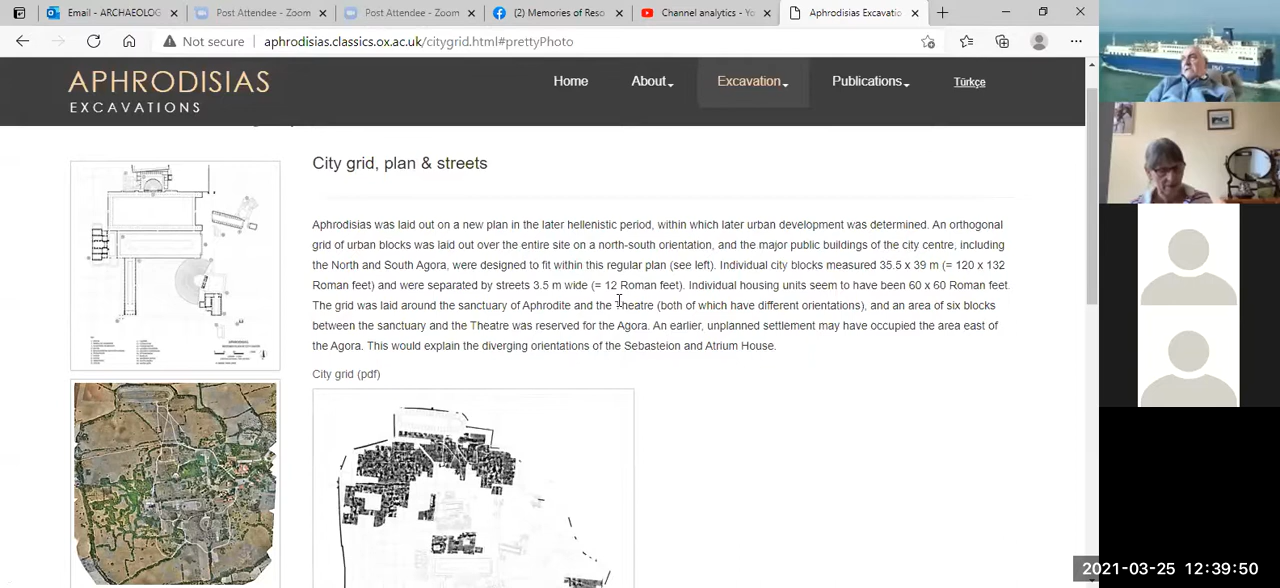 Email - ARCHAEOLOG
Post Attendee - Zoom
Post Attendee - Zoom
(2) Memories of Reso
Channel analytics - Yo
Aphrodisias Excavatio
Not secure
aphrodisias.classics.ox.ac.uk/citygrid.html#prettyPhoto
APHRODISIAS
EXCAVATIONS
Home
About
Excavation
Publications
Türkçe
City grid, plan & streets
Aphrodisias was laid out on a new plan in the later hellenistic period, within which later urban development was determined. An orthogonal
grid of urban blocks was laid out over the entire site on a north-south orientation, and the major public buildings of the city centre, including
the North and South Agora, were designed to fit within this regular plan (see left). Individual city blocks measured 35.5 x 39 m (= 120 x 132
Roman feet) and were separated by streets 3.5 m wide (= 12 Roman feet). Individual housing units seem to have been 60 x 60 Roman feet.
The grid was laid around the sanctuary of Aphrodite and the Theatre (both of which have different orientations), and an area of six blocks
between the sanctuary and the Theatre was reserved for the Agora. An earlier, unplanned settlement may have occupied the area east of
the Agora. This would explain the diverging orientations of the Sebasteion and Atrium House.
City grid (pdf)
2021-03-25 12:39:50